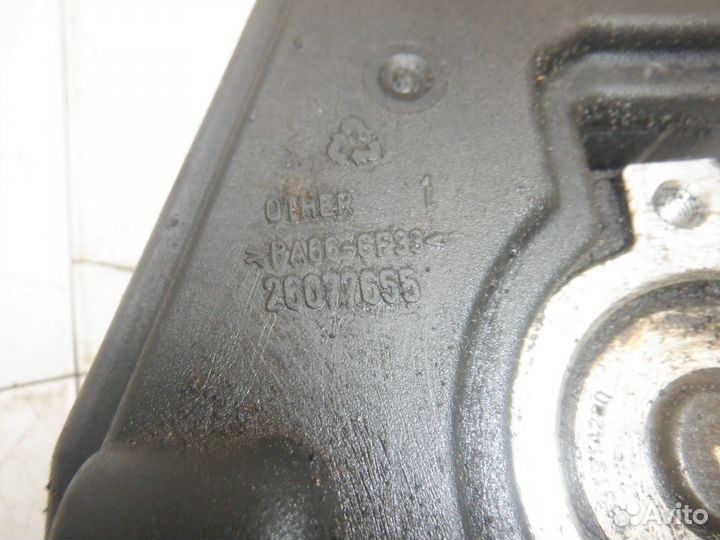 OTHER 1
>PA66-GF33<
26077655
Avito